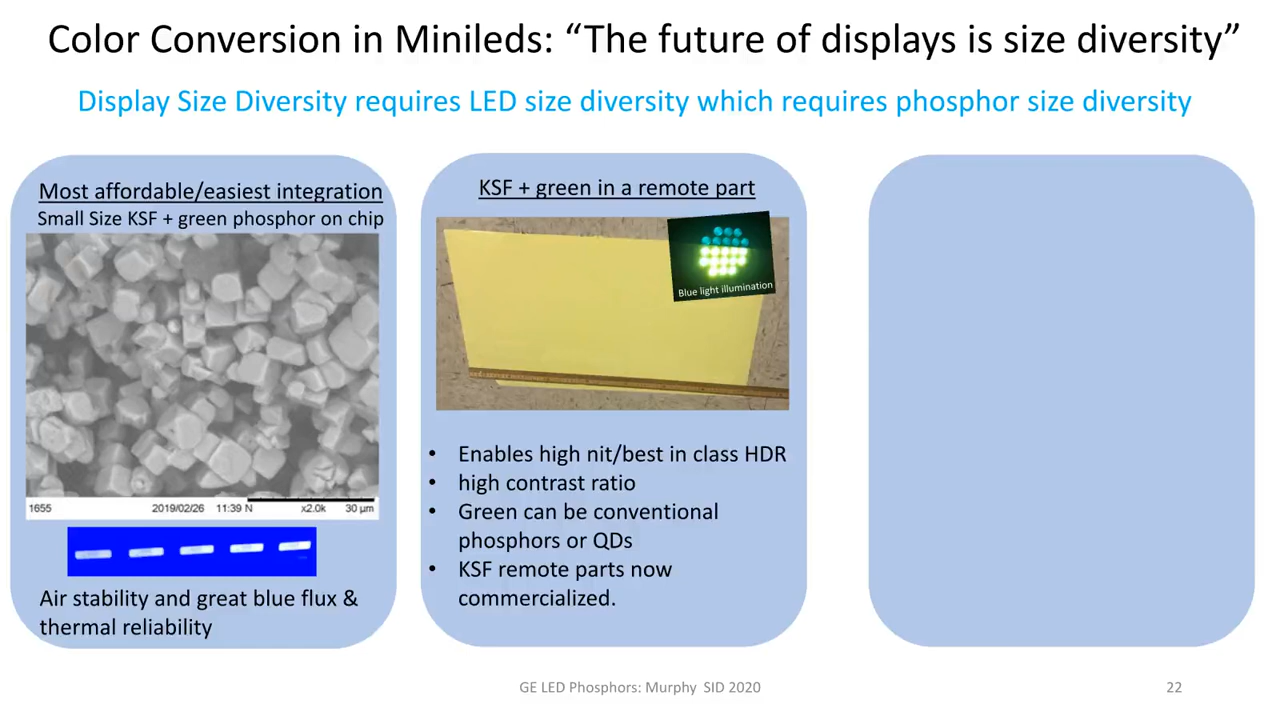 Color Conversion in Minileds: “The future of displays is size diversity”
Display Size Diversity requires LED size diversity which requires phosphor size diversity
Most affordable/easiest integration
Small Size KSF + green phosphor on chip
1655 2019/02/26 11:39 N x2.0k 30 µm
Air stability and great blue flux &
thermal reliability
KSF + green in a remote part
Blue light illumination
• Enables high nit/best in class HDR
• high contrast ratio
• Green can be conventional
phosphors or QDs
• KSF remote parts now
commercialized.
GE LED Phosphors: Murphy SID 2020
22